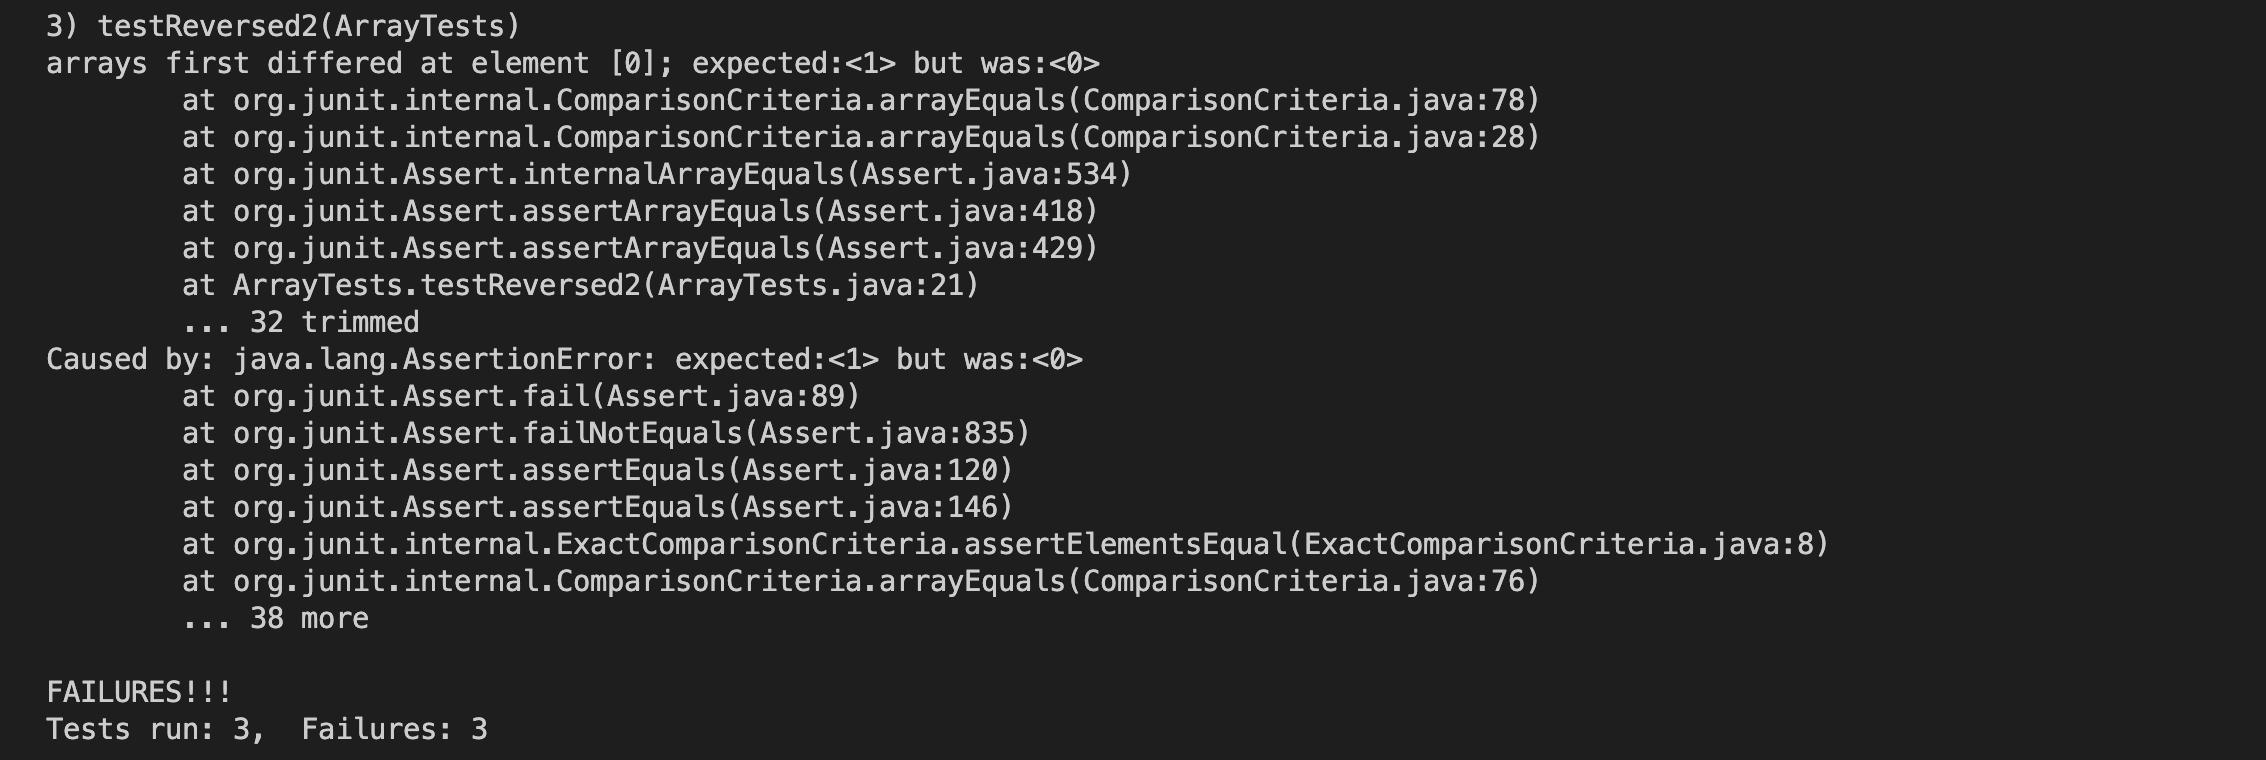 3) testReversed2(ArrayTests)
arrays first differed at element [0]; expected:<1> but was:<0>
at org.junit.internal.ComparisonCriteria.arrayEquals(ComparisonCriteria.java:78)
at org.junit.internal.ComparisonCriteria.arrayEquals(ComparisonCriteria.java:28)
at org.junit.Assert.internalArrayEquals(Assert.java:534)
at org.junit.Assert.assertArrayEquals(Assert.java:418)
at org.junit.Assert.assertArrayEquals(Assert.java:429)
at ArrayTests.testReversed2(ArrayTests.java:21)
... 32 trimmed
Caused by: java.lang.AssertionError: expected:<1> but was:<0>
at org.junit.Assert.fail(Assert.java:89)
at org.junit.Assert.failNotEquals(Assert.java:835)
at org.junit.Assert.assertEquals(Assert.java:120)
at org.junit.Assert.assertEquals(Assert.java:146)
at org.junit.internal.ExactComparisonCriteria.assertElementsEqual(ExactComparisonCriteria.java:8)
at org.junit.internal.ComparisonCriteria.arrayEquals(ComparisonCriteria.java:76)
... 38 more
FAILURES!!!
Tests run: 3,  Failures: 3